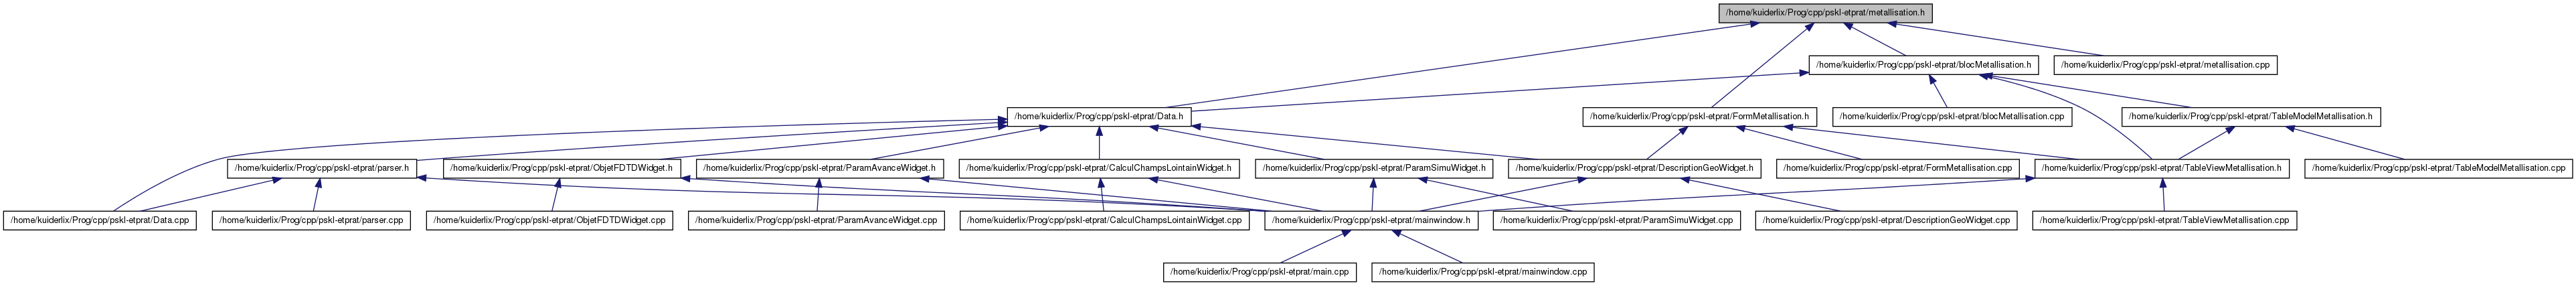 /home/kuiderlix/Prog/cpp/pskl-etprat/metallisation.h
/home/kuiderlix/Prog/cpp/pskl-etprat/blocMetallisation.h
/home/kuiderlix/Prog/cpp/pskl-etprat/metallisation.cpp
/home/kuiderlix/Prog/cpp/pskl-etprat/Data.h
/home/kuiderlix/Prog/cpp/pskl-etprat/FormMetallisation.h
/home/kuiderlix/Prog/cpp/pskl-etprat/blocMetallisation.cpp
/home/kuiderlix/Prog/cpp/pskl-etprat/TableModelMetallisation.h
/home/kuiderlix/Prog/cpp/pskl-etprat/parser.h
/home/kuiderlix/Prog/cpp/pskl-etprat/ObjetFDTDWidget.h
/home/kuiderlix/Prog/cpp/pskl-etprat/ParamAvanceWidget.h
/home/kuiderlix/Prog/cpp/pskl-etprat/CalculChampsLointainWidget.h
/home/kuiderlix/Prog/cpp/pskl-etprat/ParamSimuWidget.h
/home/kuiderlix/Prog/cpp/pskl-etprat/DescriptionGeoWidget.h
/home/kuiderlix/Prog/cpp/pskl-etprat/FormMetallisation.cpp
/home/kuiderlix/Prog/cpp/pskl-etprat/TableViewMetallisation.h
/home/kuiderlix/Prog/cpp/pskl-etprat/TableModelMetallisation.cpp
/home/kuiderlix/Prog/cpp/pskl-etprat/Data.cpp
/home/kuiderlix/Prog/cpp/pskl-etprat/parser.cpp
/home/kuiderlix/Prog/cpp/pskl-etprat/ObjetFDTDWidget.cpp
/home/kuiderlix/Prog/cpp/pskl-etprat/ParamAvanceWidget.cpp
/home/kuiderlix/Prog/cpp/pskl-etprat/CalculChampsLointainWidget.cpp
/home/kuiderlix/Prog/cpp/pskl-etprat/mainwindow.h
/home/kuiderlix/Prog/cpp/pskl-etprat/ParamSimuWidget.cpp
/home/kuiderlix/Prog/cpp/pskl-etprat/DescriptionGeoWidget.cpp
/home/kuiderlix/Prog/cpp/pskl-etprat/TableViewMetallisation.cpp
/home/kuiderlix/Prog/cpp/pskl-etprat/main.cpp
/home/kuiderlix/Prog/cpp/pskl-etprat/mainwindow.cpp